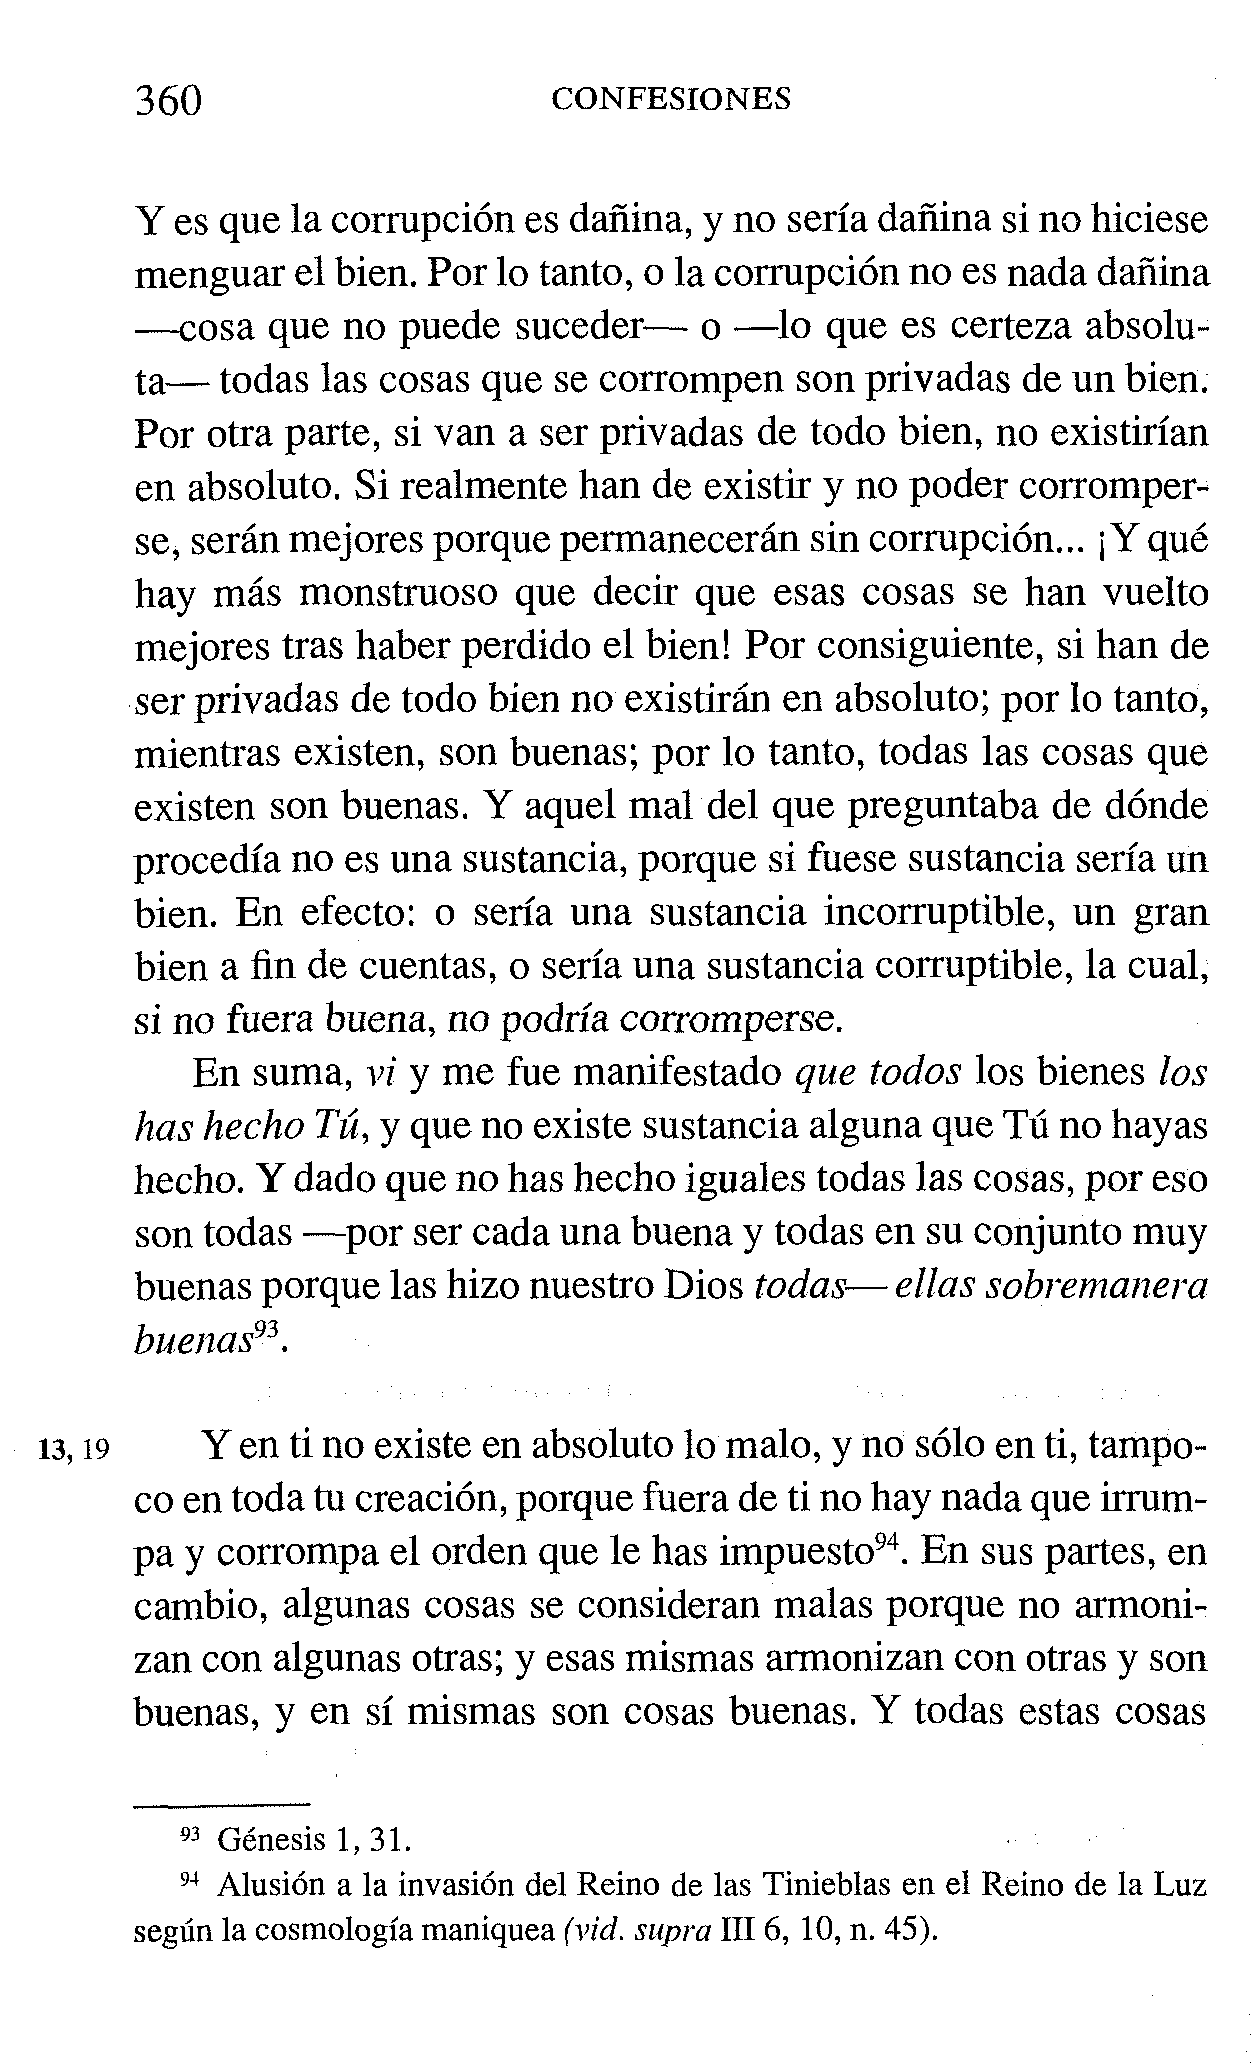 360 CONFESIONES
Y es que la corrupción es dañina, y no sería dañina si no hiciese
menguar el bien. Por lo tanto, o la corrupción no es nada dañina
—cosa que no puede suceder— o —lo que es certeza absolu-
ta— todas las cosas que se corrompen son privadas de un bien.
Por otra parte, si van a ser privadas de todo bien, no existirían
en absoluto. Si realmente han de existir y no poder corromper-
se, serán mejores porque permanecerán sin corrupción... ¡Y qué
hay más monstruoso que decir que esas cosas se han vuelto
mejores tras haber perdido el bien! Por consiguiente, si han de
ser privadas de todo bien no existirán en absoluto; por lo tanto,
mientras existen, son buenas; por lo tanto, todas las cosas que
existen son buenas. Y aquel mal del que preguntaba de dónde
procedía no es una sustancia, porque si fuese sustancia sería un
bien. En efecto: o sería una sustancia incorruptible, un gran
bien a fin de cuentas, o sería una sustancia corruptible, la cual,
si no fuera buena, no podría corromperse.
En suma, vi y me fue manifestado que todos los bienes los
has hecho Tú, y que no existe sustancia alguna que Tú no hayas
hecho. Y dado que no has hecho iguales todas las cosas, por eso
son todas —por ser cada una buena y todas en su conjunto muy
buenas porque las hizo nuestro Dios todas— ellas sobremanera
buenas⁹³.
13, 19 Y en ti no existe en absoluto lo malo, y no sólo en ti, tampo-
co en toda tu creación, porque fuera de ti no hay nada que irrum-
pa y corrompa el orden que le has impuesto⁹⁴. En sus partes, en
cambio, algunas cosas se consideran malas porque no armoni-
zan con algunas otras; y esas mismas armonizan con otras y son
buenas, y en sí mismas son cosas buenas. Y todas estas cosas
⁹³ Génesis 1, 31.
⁹⁴ Alusión a la invasión del Reino de las Tinieblas en el Reino de la Luz
según la cosmología maniquea (vid. supra III 6, 10, n. 45).